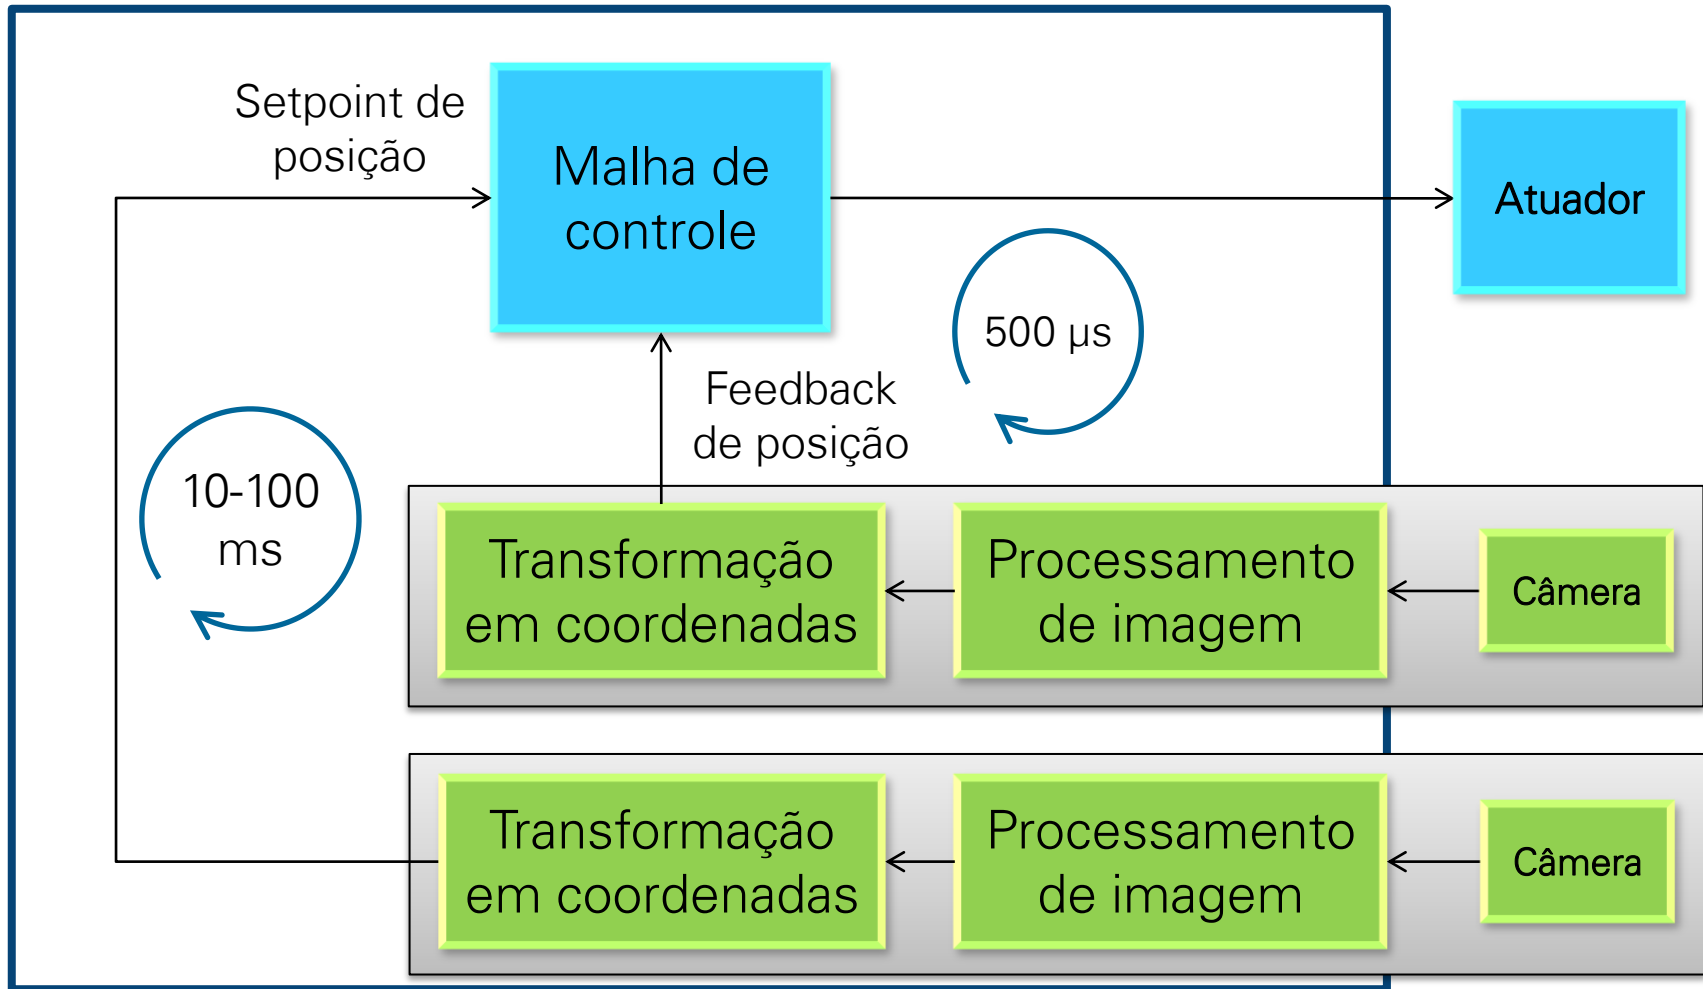 Setpoint de
posição
Malha de
controle
Atuador
500 µs
Feedback
de posição
10-100
ms
Transformação
em coordenadas
Processamento
de imagem
Câmera
Transformação
em coordenadas
Processamento
de imagem
Câmera